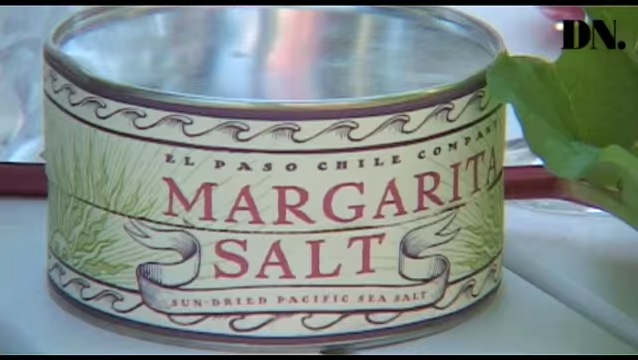 DN.
EL PASO CHILE COMPANY
MARGARITA
SALT
SUN-DRIED PACIFIC SEA SALT